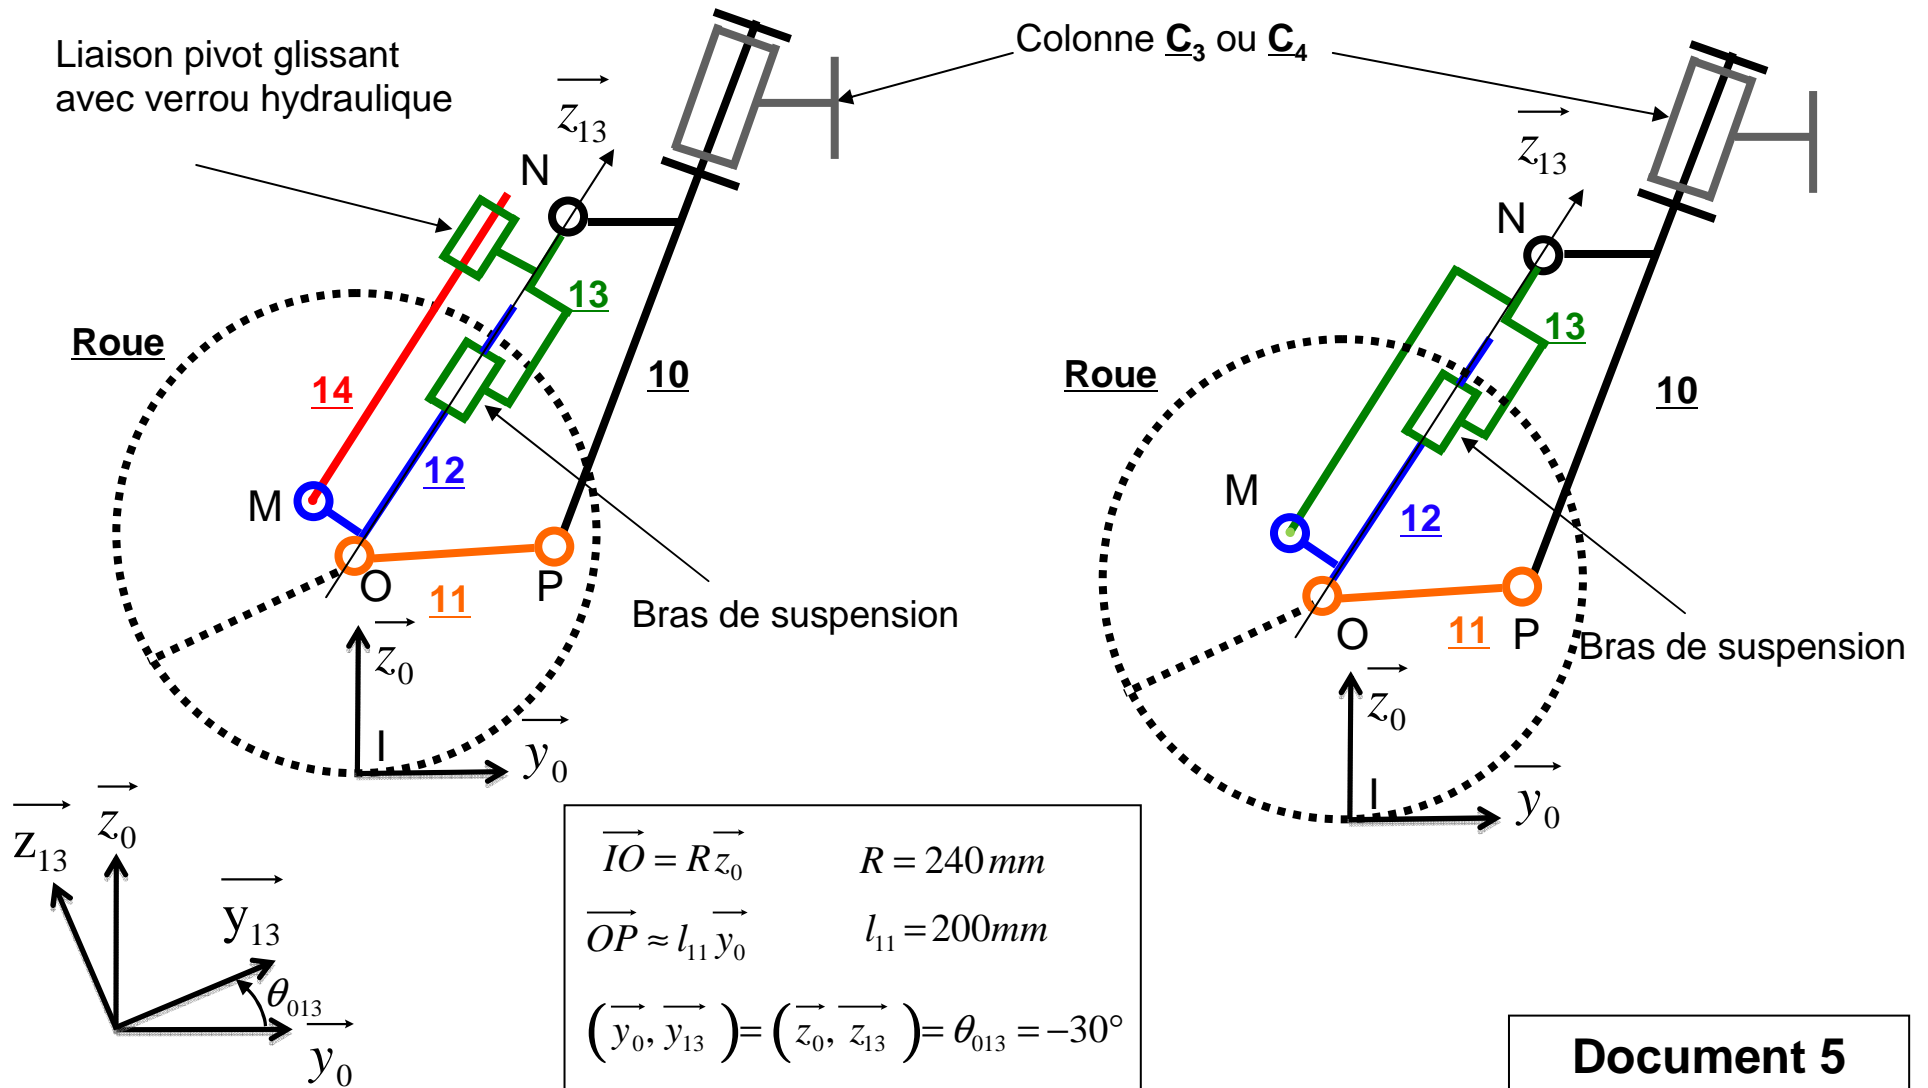 Liaison pivot glissant
avec verrou hydraulique
Colonne C3 ou C4
z13
N
13
Roue
14
10
12
M
O
P
11
Bras de suspension
z0
I
y0
z13
N
13
Roue
10
M
12
O
11
P
Bras de suspension
z0
I
y0
z13
z0
y13
θ013
y0
IO = R z0
R = 240 mm
OP ≈ l11 y0
l11 = 200mm
(y0, y13) = (z0, z13) = θ013 = −30°
Document 5